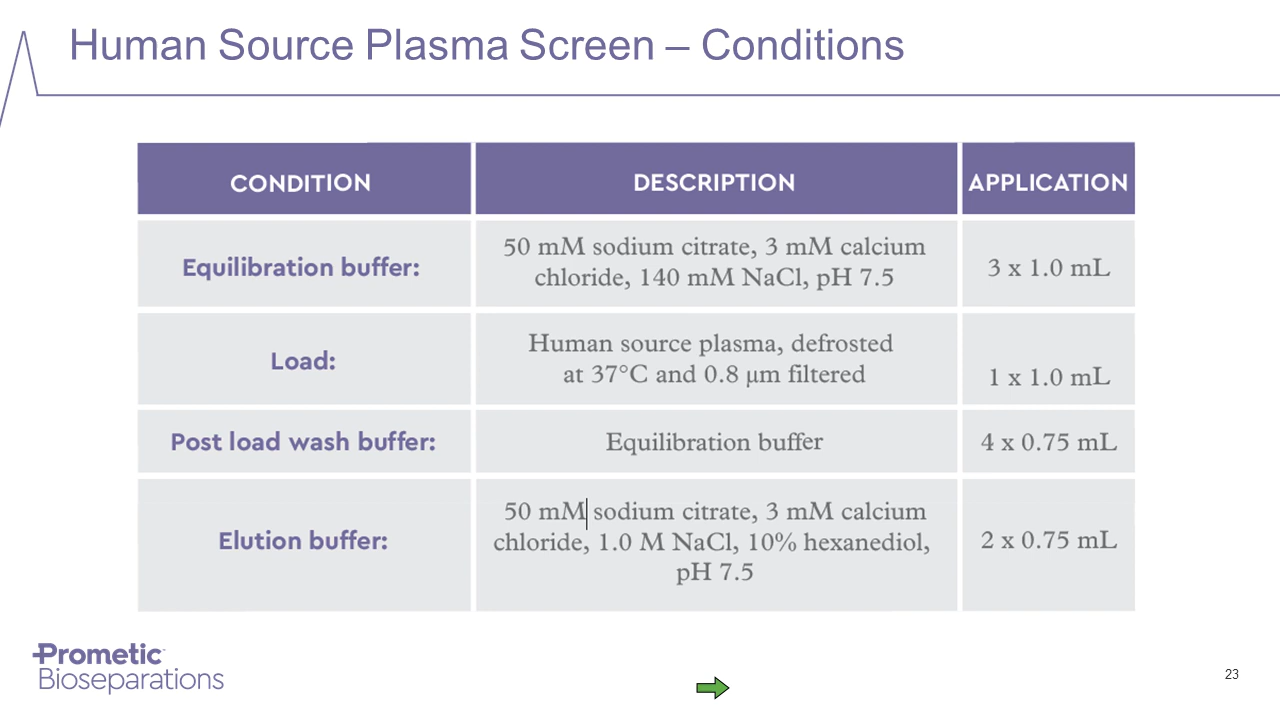 Human Source Plasma Screen – Conditions
CONDITION
DESCRIPTION
APPLICATION
Equilibration buffer:
50 mM sodium citrate, 3 mM calcium
chloride, 140 mM NaCl, pH 7.5
3 x 1.0 mL
Load:
Human source plasma, defrosted
at 37°C and 0.8 µm filtered
1 x 1.0 mL
Post load wash buffer:
Equilibration buffer
4 x 0.75 mL
Elution buffer:
50 mM sodium citrate, 3 mM calcium
chloride, 1.0 M NaCl, 10% hexanediol,
pH 7.5
2 x 0.75 mL
Prometic
Bioseparations
23